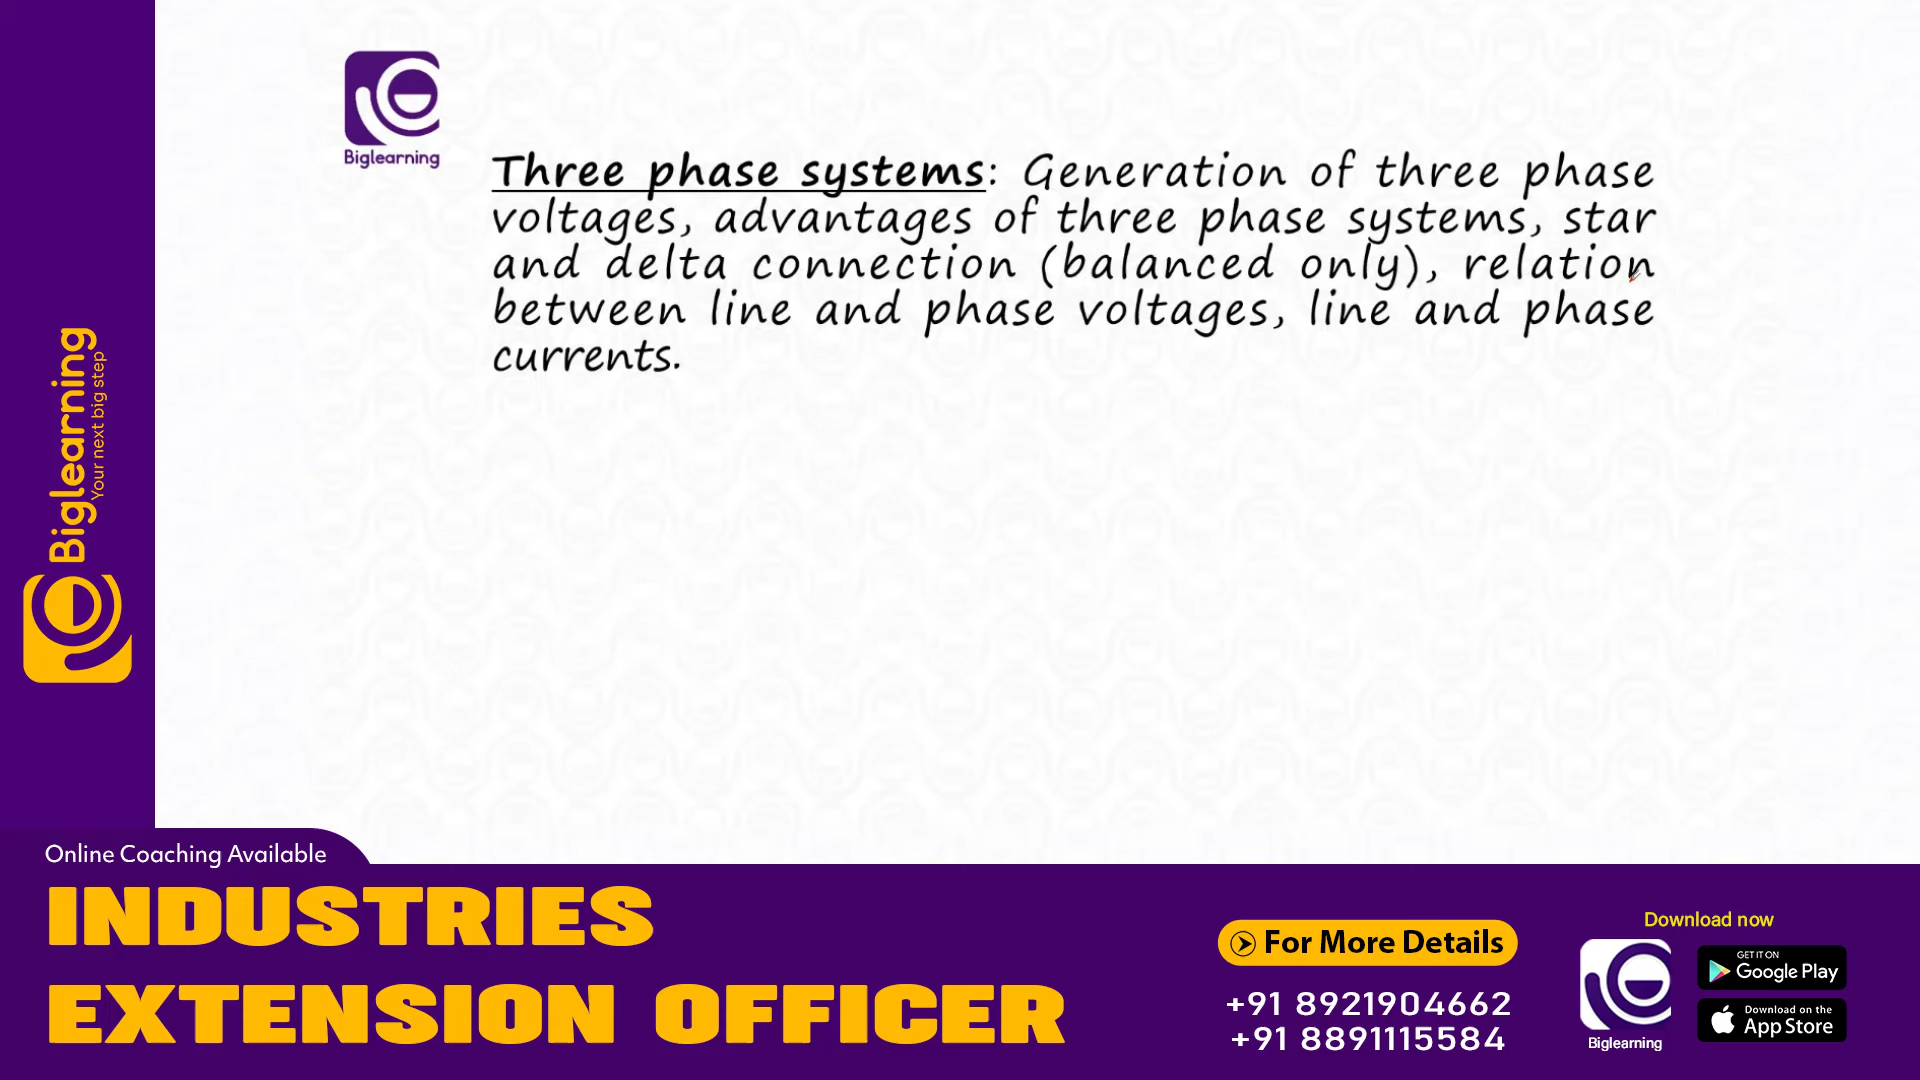 Biglearning
Three phase systems: Generation of three phase
voltages, advantages of three phase systems, star
and delta connection (balanced only), relation
between line and phase voltages, line and phase
currents.
Biglearning
Your next big step
Online Coaching Available
INDUSTRIES
EXTENSION OFFICER
For More Details
+91 8921904662
+91 8891115584
Download now
GET IT ON
Google Play
Download on the
App Store
Biglearning